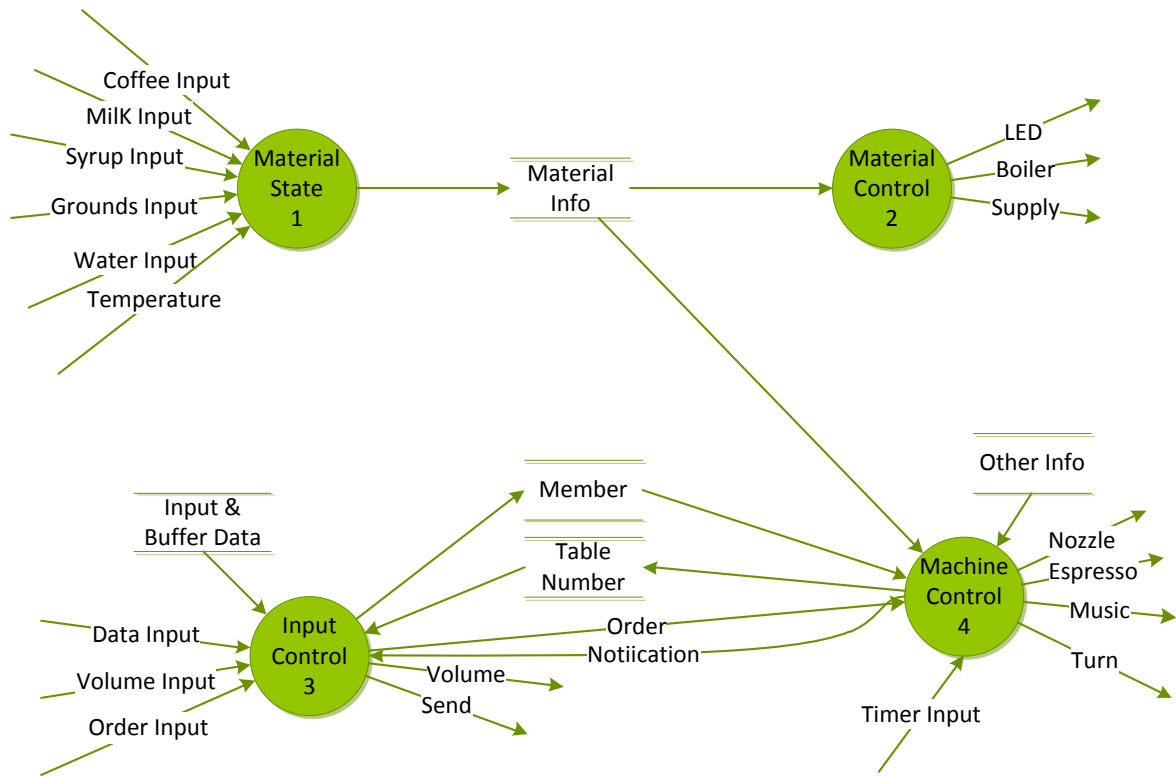 Coffee Input
MilK Input
Syrup Input
Grounds Input
Water Input
Temperature
Material
State
1
Material
Info
Material
Control
2
LED
Boiler
Supply
Input &
Buffer Data
Member
Table
Number
Other Info
Data Input
Volume Input
Order Input
Input
Control
3
Order
Notiication
Volume
Send
Machine
Control
4
Nozzle
Espresso
Music
Turn
Timer Input